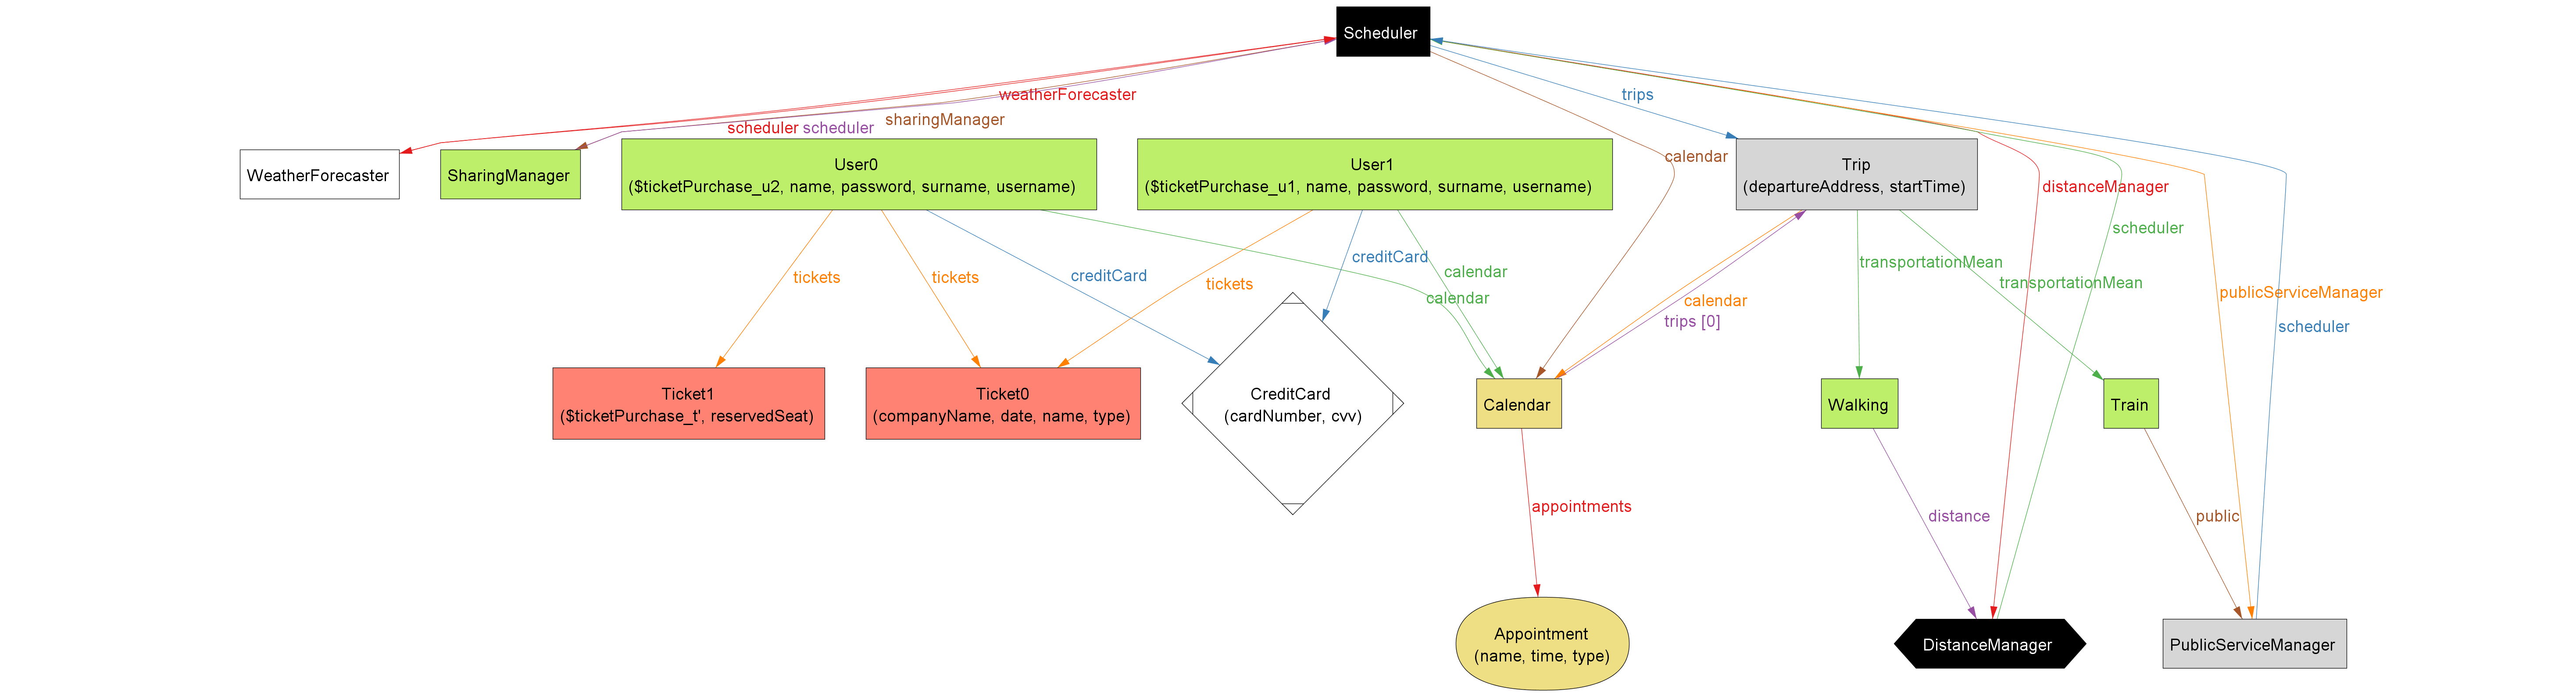 Scheduler
weatherForecaster
trips
sharingManager
scheduler
scheduler
calendar
WeatherForecaster
SharingManager
User0
($ticketPurchase_u2, name, password, surname, username)
User1
($ticketPurchase_u1, name, password, surname, username)
Trip
(departureAddress, startTime)
distanceManager
scheduler
tickets
tickets
creditCard
tickets
creditCard
calendar
calendar
calendar
trips [0]
transportationMean
transportationMean
publicServiceManager
scheduler
Ticket1
($ticketPurchase_t', reservedSeat)
Ticket0
(companyName, date, name, type)
CreditCard
(cardNumber, cvv)
Calendar
Walking
Train
appointments
distance
public
Appointment
(name, time, type)
DistanceManager
PublicServiceManager